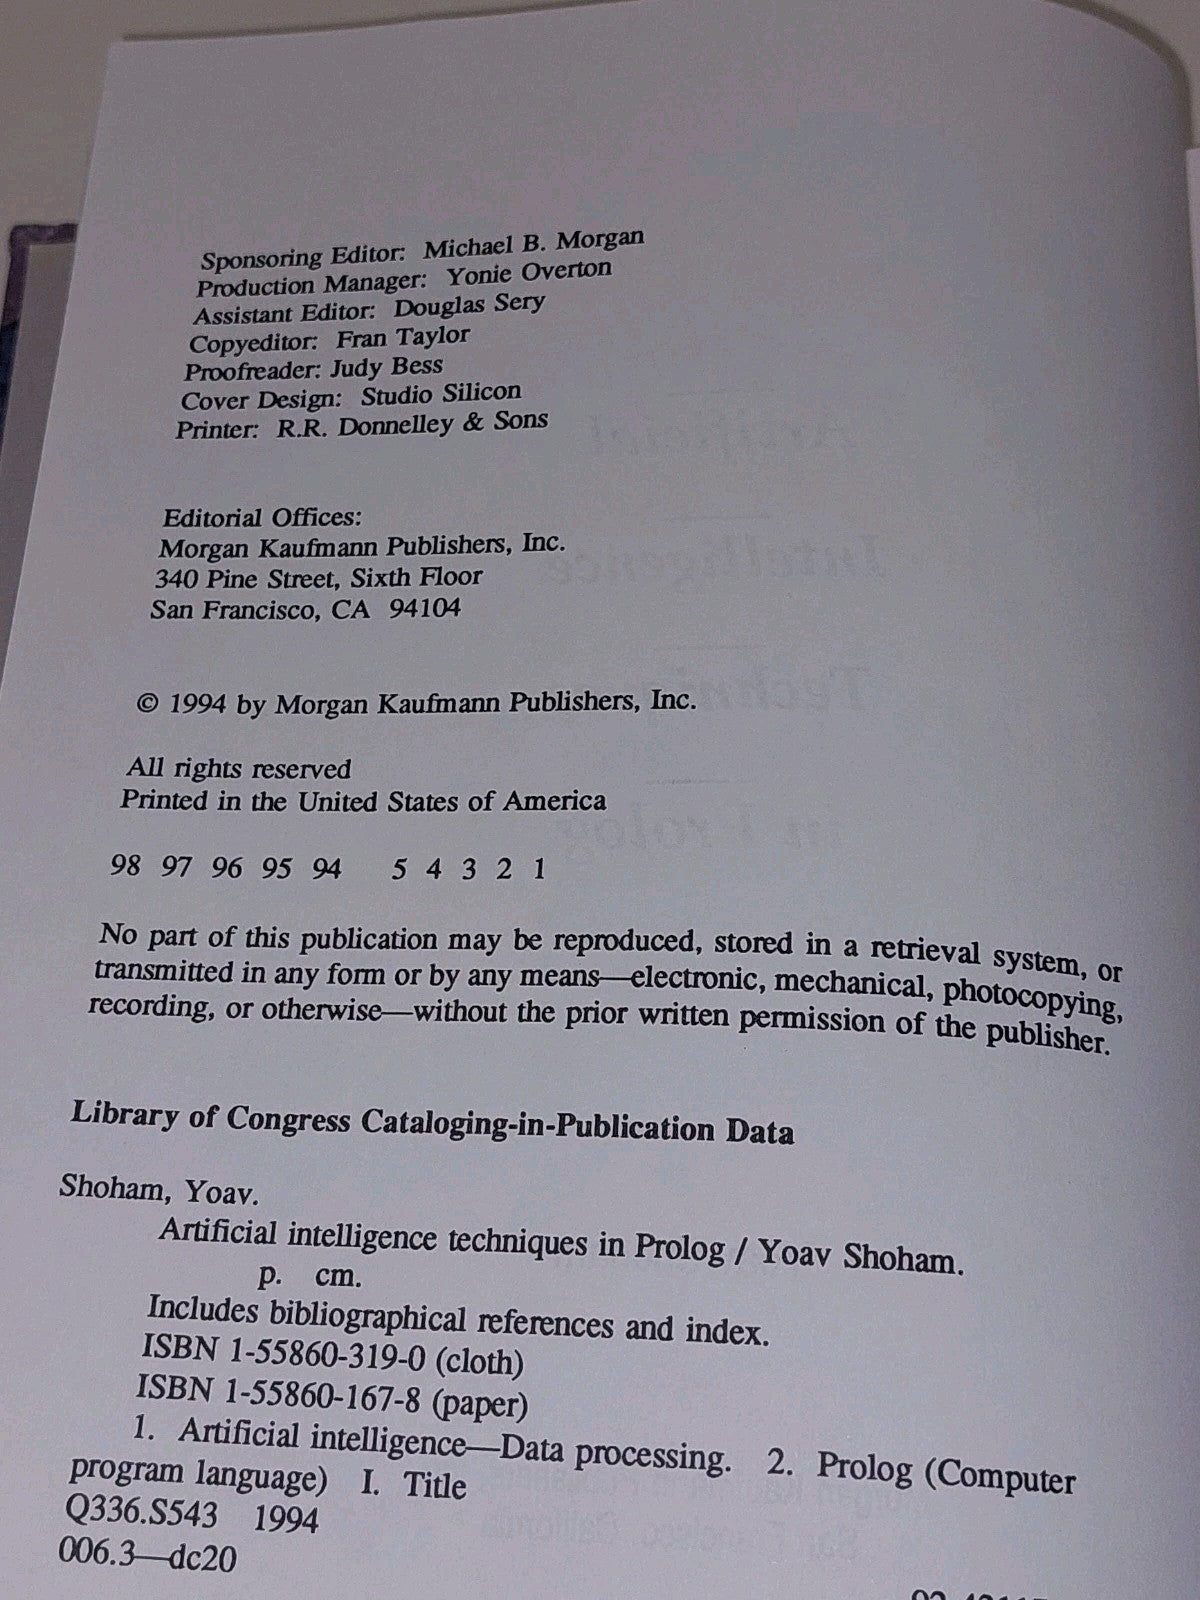 Sponsoring Editor: Michael B. Morgan
Production Manager: Yonie Overton
Assistant Editor: Douglas Sery
Copyeditor: Fran Taylor
Proofreader: Judy Bess
Cover Design: Studio Silicon
Printer: R.R. Donnelley & Sons
Editorial Offices:
Morgan Kaufmann Publishers, Inc.
340 Pine Street, Sixth Floor
San Francisco, CA 94104
© 1994 by Morgan Kaufmann Publishers, Inc.
All rights reserved
Printed in the United States of America
98 97 96 95 94 5 4 3 2 1
No part of this publication may be reproduced, stored in a retrieval system, or
transmitted in any form or by any means—electronic, mechanical, photocopying,
recording, or otherwise—without the prior written permission of the publisher.
Library of Congress Cataloging-in-Publication Data
Shoham, Yoav.
Artificial intelligence techniques in Prolog / Yoav Shoham.
p. cm.
Includes bibliographical references and index.
ISBN 1-55860-319-0 (cloth)
ISBN 1-55860-167-8 (paper)
1. Artificial intelligence—Data processing. 2. Prolog (Computer
program language) I. Title
Q336.S543 1994
006.3—dc20